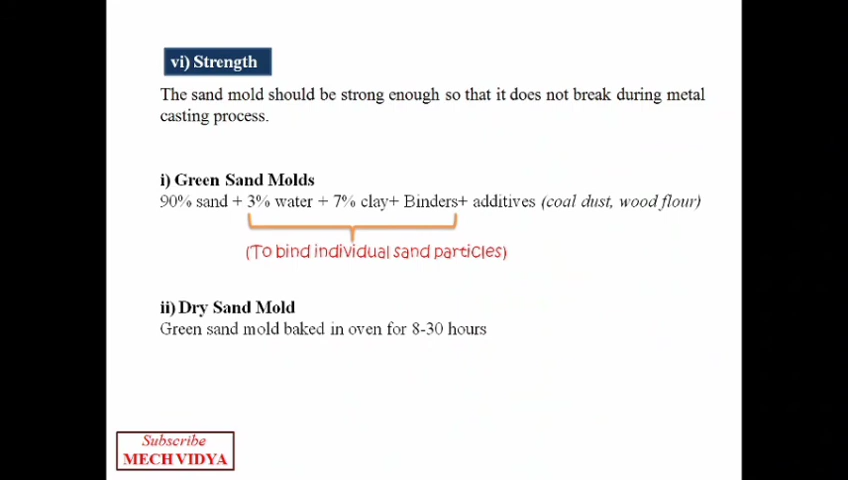 vi) Strength
The sand mold should be strong enough so that it does not break during metal
casting process.
i) Green Sand Molds
90% sand + 3% water + 7% clay+ Binders+ additives (coal dust, wood flour)
(To bind individual sand particles)
ii) Dry Sand Mold
Green sand mold baked in oven for 8-30 hours
Subscribe
MECH VIDYA